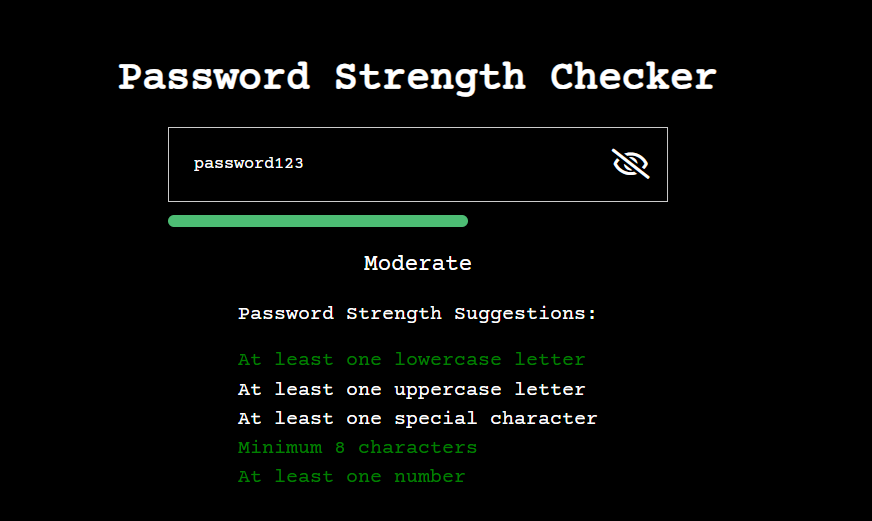 Password Strength Checker
password123
Moderate
Password Strength Suggestions:
At least one lowercase letter
At least one uppercase letter
At least one special character
Minimum 8 characters
At least one number